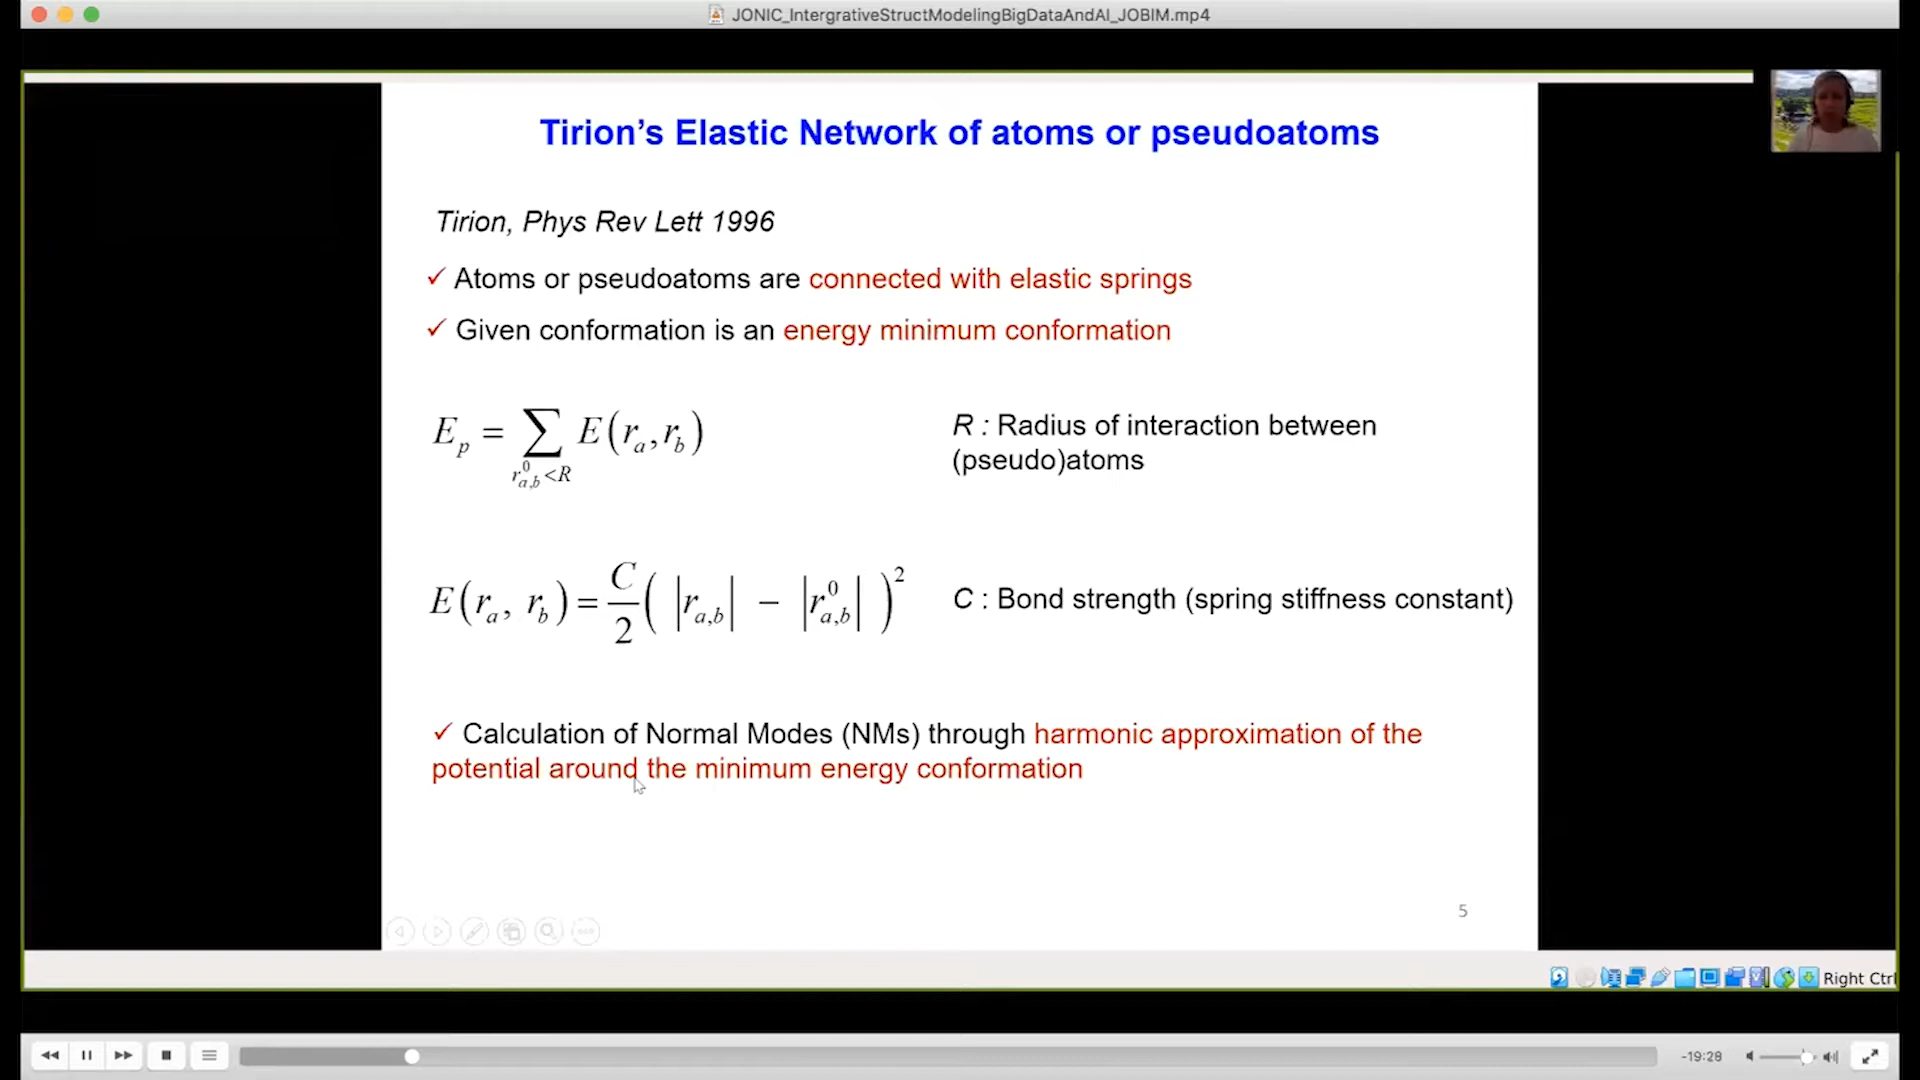 JONIC_IntergrativeStructModelingBigDataAndAI_JOBIM.mp4
Tirion’s Elastic Network of atoms or pseudoatoms
Tirion, Phys Rev Lett 1996
✓ Atoms or pseudoatoms are connected with elastic springs
✓ Given conformation is an energy minimum conformation
E_p = ∑_{r^0_{a,b}<R} E(r_a, r_b)
R : Radius of interaction between
(pseudo)atoms
E(r_a, r_b) = C/2 ( |r_{a,b}| − |r^0_{a,b}| )^2
C : Bond strength (spring stiffness constant)
✓ Calculation of Normal Modes (NMs) through harmonic approximation of the
potential around the minimum energy conformation
5
Right Ctrl
-19:28